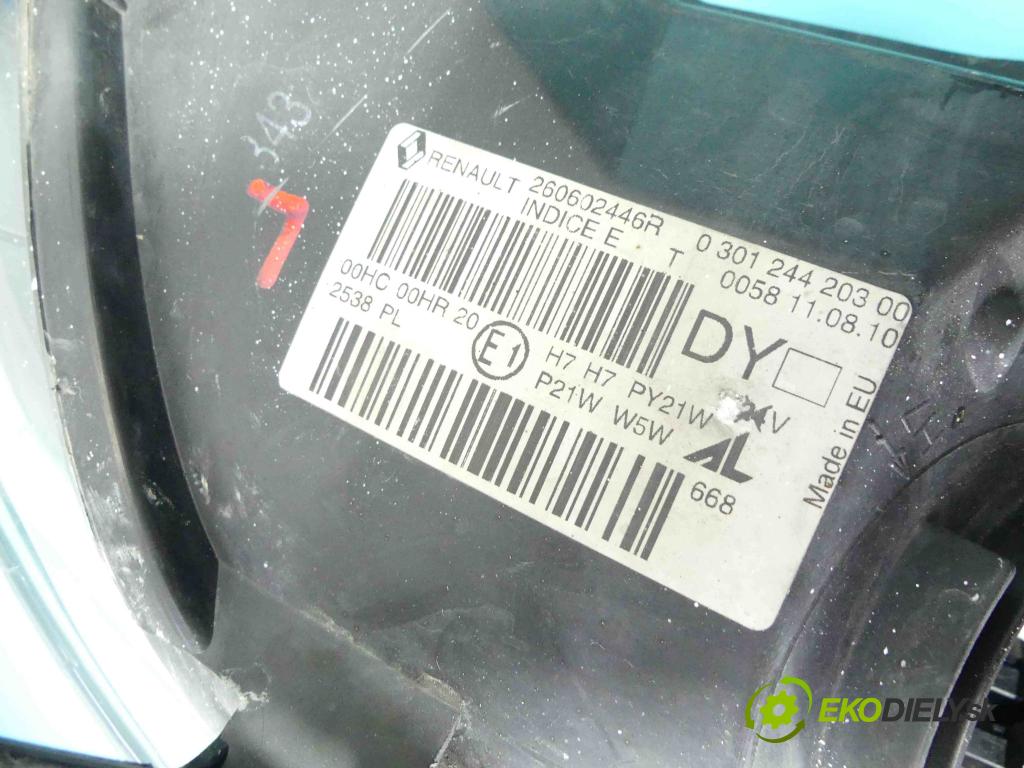 343
RENAULT 260602446R 0 301 244 203 00
INDICE E T 0058 11.08.10
DY
00HC 00HR 20 E1 H7 H7 PY21W V
2538 PL P21W W5W AL
668
Made in EU
EKODIELY.sk